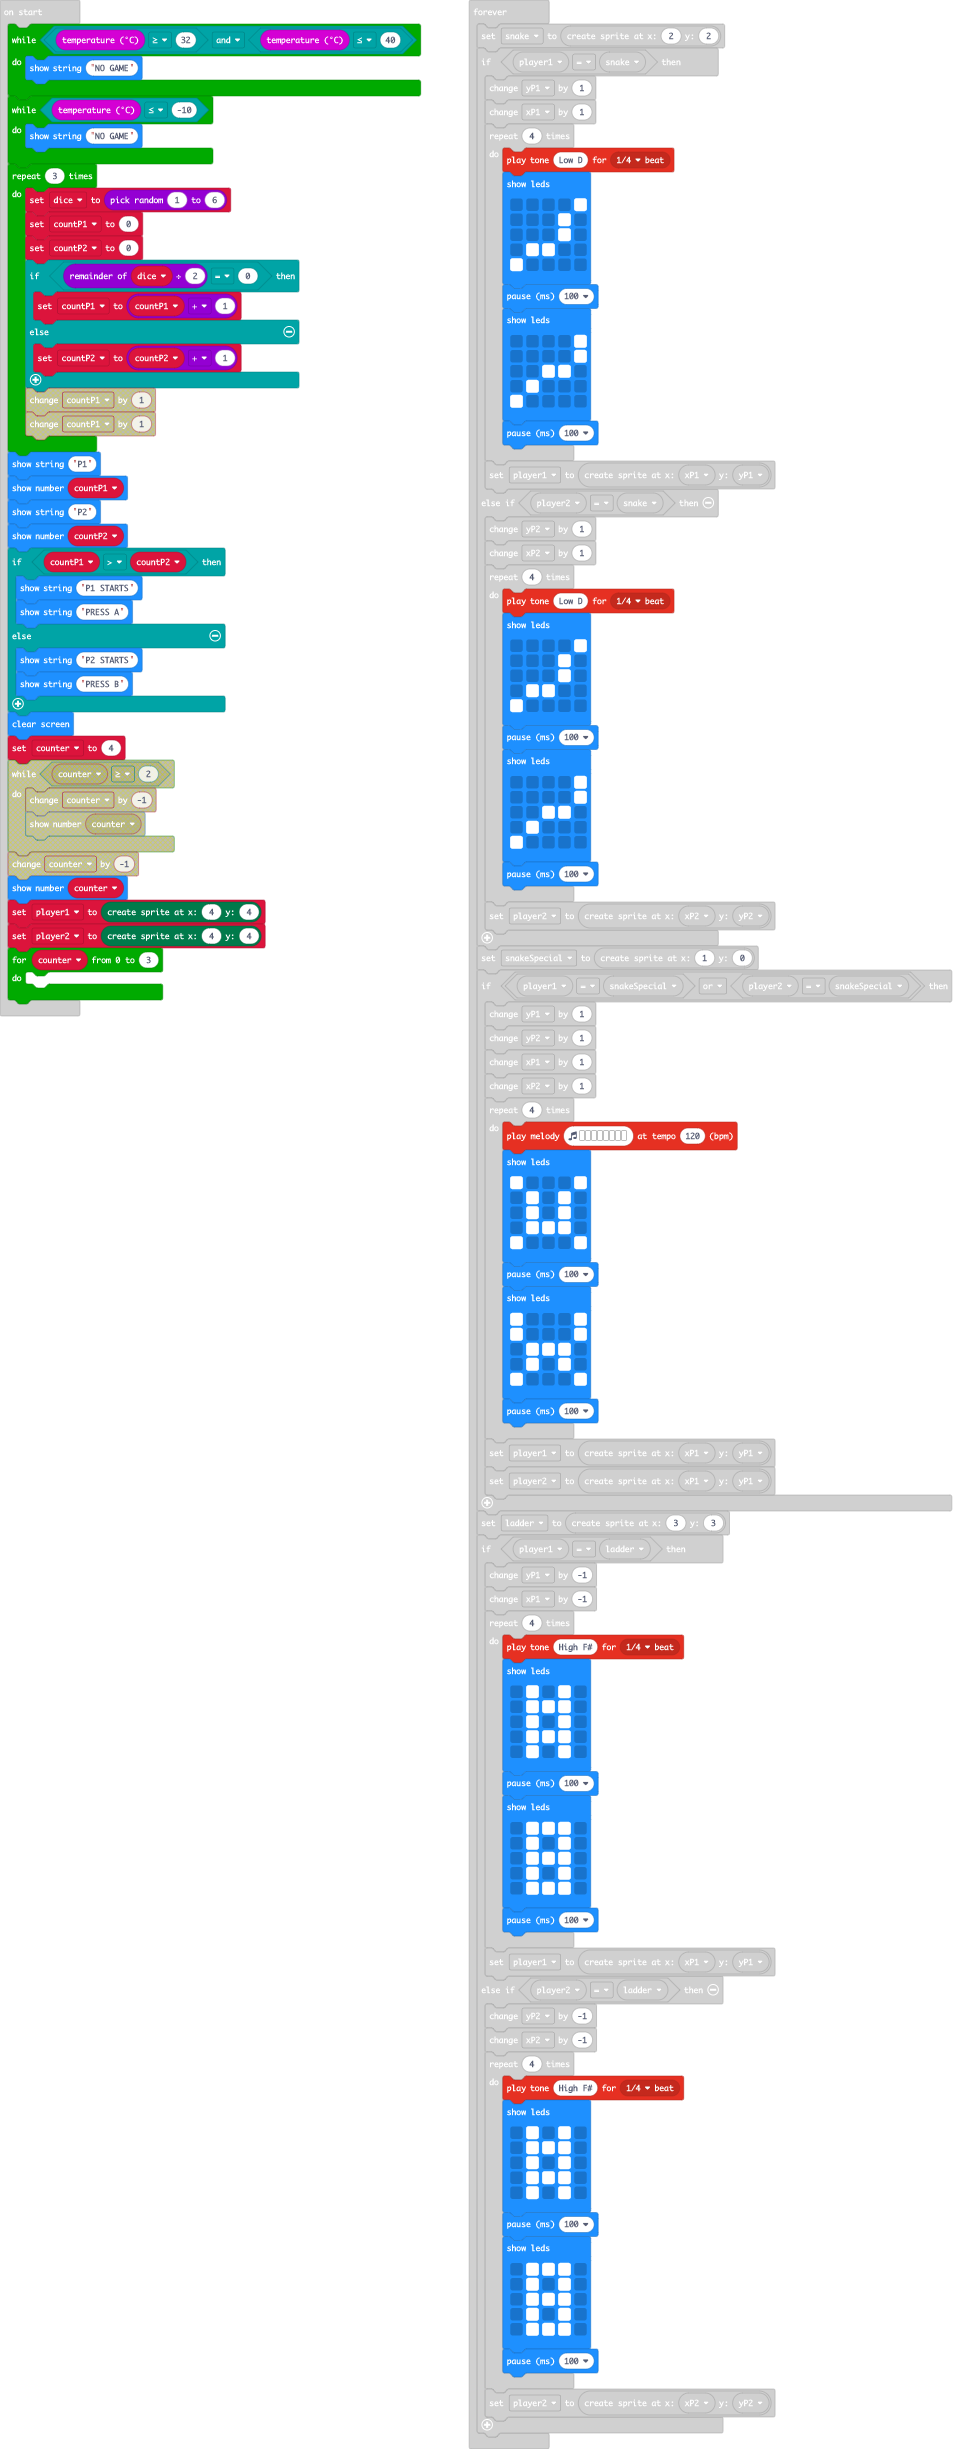 on start
while temperature (°C) ≥ 32 and temperature (°C) ≤ 40
do show string "NO GAME"
while temperature (°C) ≤ -10
do show string "NO GAME"
repeat 3 times
do set dice to pick random 1 to 6
set countP1 to 0
set countP2 to 0
if remainder of dice ÷ 2 = 0 then
set countP1 to countP1 + 1
else
set countP2 to countP2 + 1
change countP1 by 1
change countP1 by 1
show string "P1"
show number countP1
show string "P2"
show number countP2
if countP1 > countP2 then
show string "P1 STARTS"
show string "PRESS A"
else
show string "P2 STARTS"
show string "PRESS B"
clear screen
set counter to 4
while counter ≥ 2
do change counter by -1
show number counter
change counter by -1
show number counter
set player1 to create sprite at x: 4 y: 4
set player2 to create sprite at x: 4 y: 4
for counter from 0 to 3
do
forever
set snake to create sprite at x: 2 y: 2
if player1 = snake then
change yP1 by 1
change xP1 by 1
repeat 4 times
do play tone Low D for 1/4 beat
show leds
pause (ms) 100
show leds
pause (ms) 100
set player1 to create sprite at x: xP1 y: yP1
else if player2 = snake then
change yP2 by 1
change xP2 by 1
repeat 4 times
do play tone Low D for 1/4 beat
show leds
pause (ms) 100
show leds
pause (ms) 100
set player2 to create sprite at x: xP2 y: yP2
set snakeSpecial to create sprite at x: 1 y: 0
if player1 = snakeSpecial or player2 = snakeSpecial then
change yP1 by 1
change yP2 by 1
change xP1 by 1
change xP2 by 1
repeat 4 times
do play melody at tempo 120 (bpm)
show leds
pause (ms) 100
show leds
pause (ms) 100
set player1 to create sprite at x: xP1 y: yP1
set player2 to create sprite at x: xP1 y: yP1
set ladder to create sprite at x: 3 y: 3
if player1 = ladder then
change yP1 by -1
change xP1 by -1
repeat 4 times
do play tone High F# for 1/4 beat
show leds
pause (ms) 100
show leds
pause (ms) 100
set player1 to create sprite at x: xP1 y: yP1
else if player2 = ladder then
change yP2 by -1
change xP2 by -1
repeat 4 times
do play tone High F# for 1/4 beat
show leds
pause (ms) 100
show leds
pause (ms) 100
set player2 to create sprite at x: xP2 y: yP2